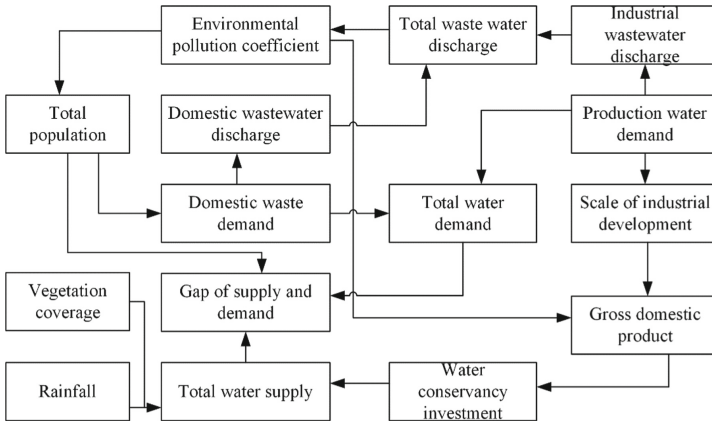 Environmental
pollution coefficient
Total waste water
discharge
Industrial
wastewater
discharge
Total
population
Domestic wastewater
discharge
Production water
demand
Domestic waste
demand
Total water
demand
Scale of industrial
development
Vegetation
coverage
Gap of supply and
demand
Gross domestic
product
Rainfall
Total water supply
Water
conservancy
investment